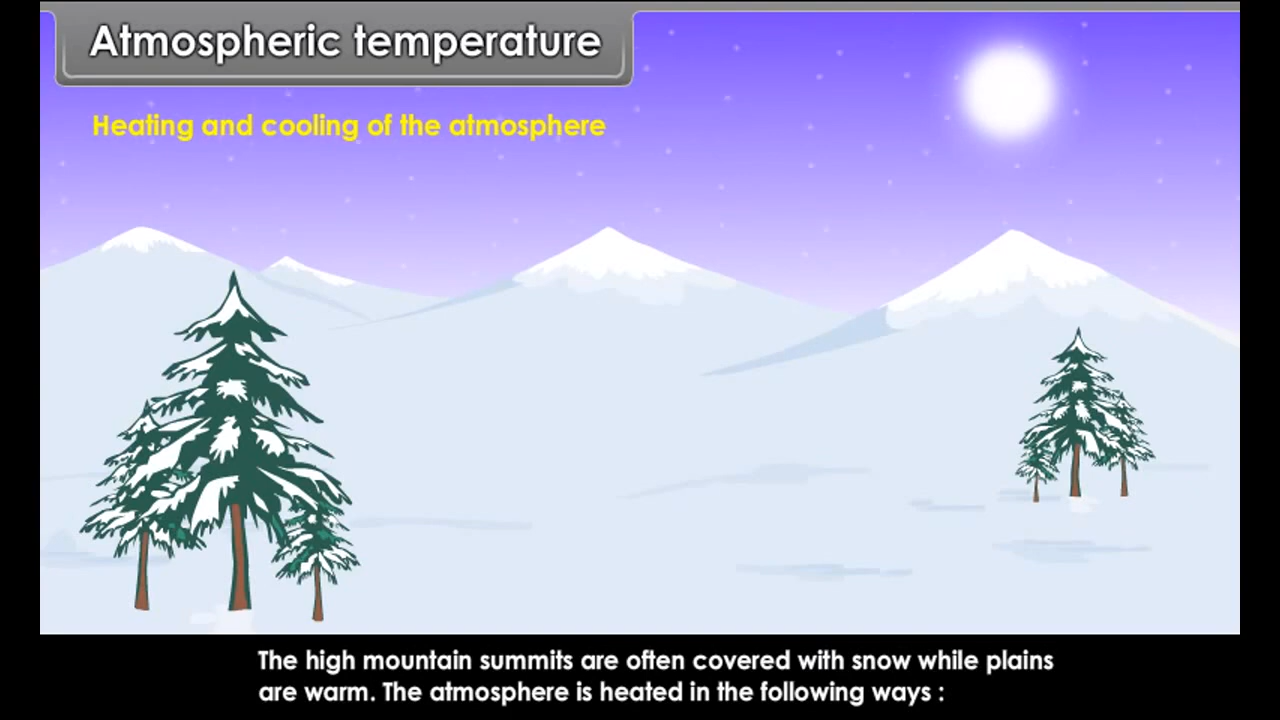 Atmospheric temperature
Heating and cooling of the atmosphere
The high mountain summits are often covered with snow while plains
are warm. The atmosphere is heated in the following ways :